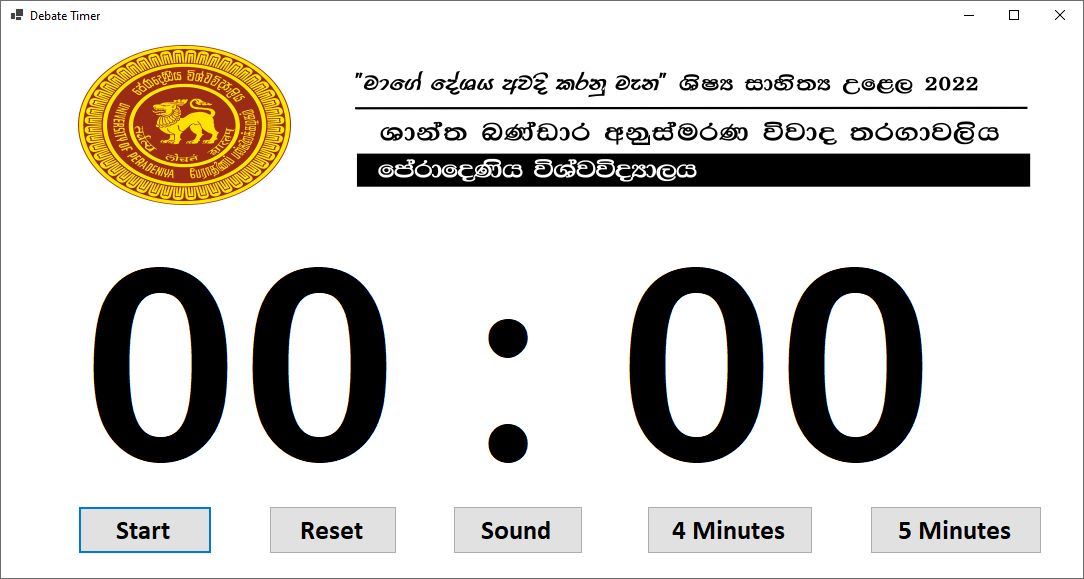 Debate Timer
පේරාදෙණිය විශ්වවිද්‍යාලය
UNIVERSITY OF PERADENIYA
"මාගේ දේශය අවදි කරනු මැන" ශිෂ්‍ය සාහිත්‍ය උළෙල 2022
ශාන්ත බණ්ඩාර අනුස්මරණ විවාද තරගාවලිය
පේරාදෙණිය විශ්වවිද්‍යාලය
00 : 00
Start Reset Sound 4 Minutes 5 Minutes